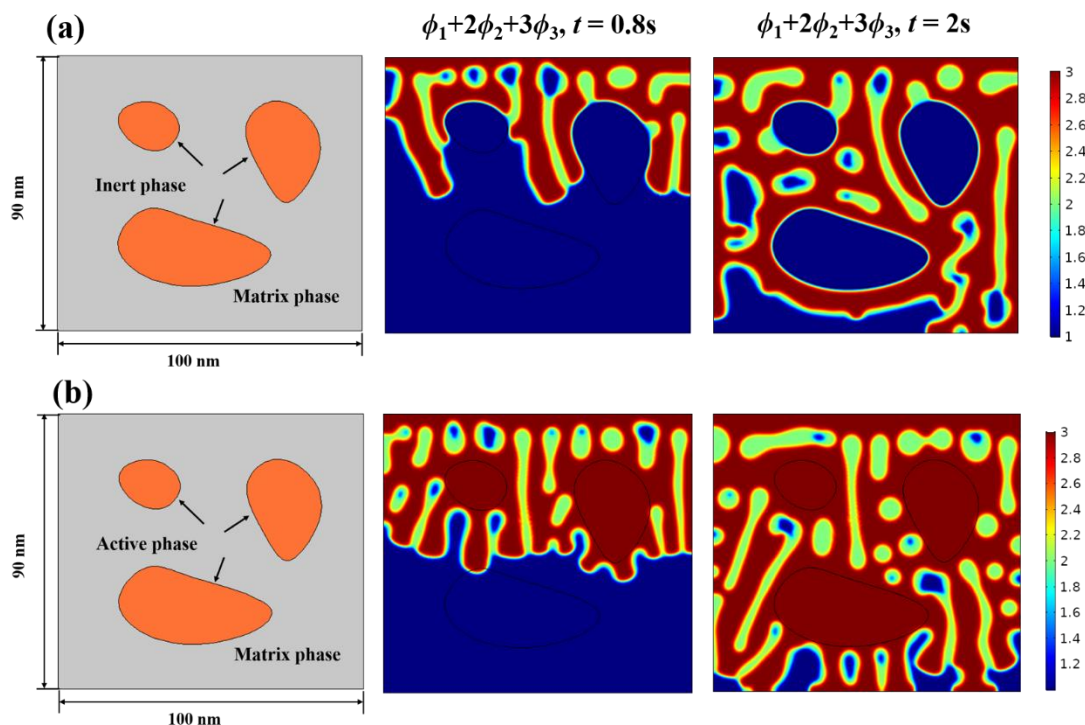 (a)
ϕ₁+2ϕ₂+3ϕ₃, t = 0.8s
ϕ₁+2ϕ₂+3ϕ₃, t = 2s
90 nm
Inert phase
Matrix phase
100 nm
3
2.8
2.6
2.4
2.2
2
1.8
1.6
1.4
1.2
1
(b)
90 nm
Active phase
Matrix phase
100 nm
3
2.8
2.6
2.4
2.2
2
1.8
1.6
1.4
1.2